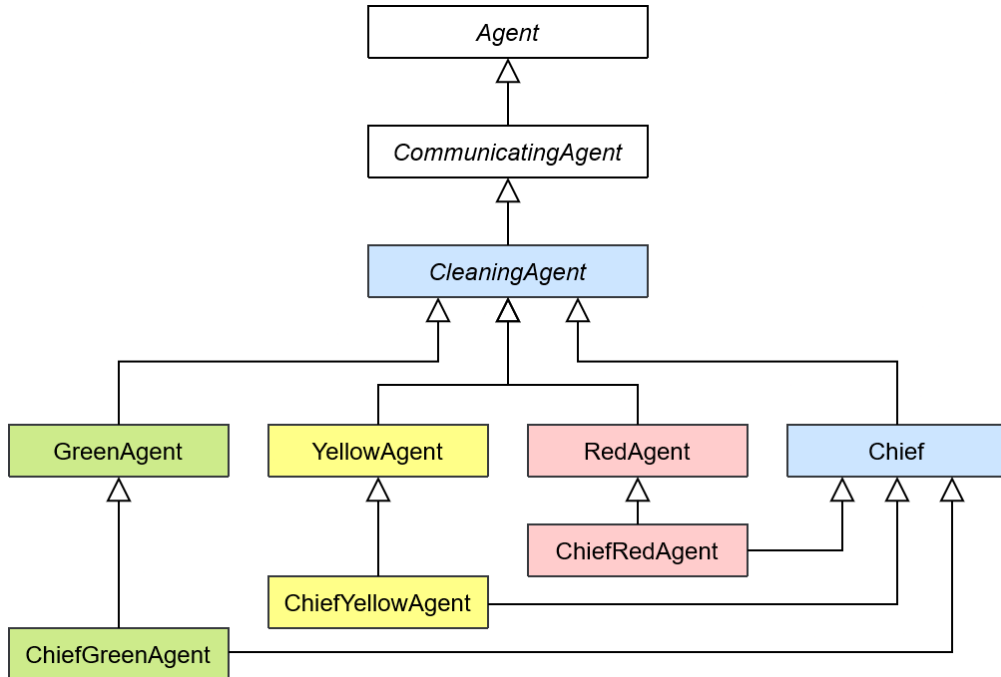 Agent
CommunicatingAgent
CleaningAgent
GreenAgent
YellowAgent
RedAgent
Chief
ChiefRedAgent
ChiefYellowAgent
ChiefGreenAgent